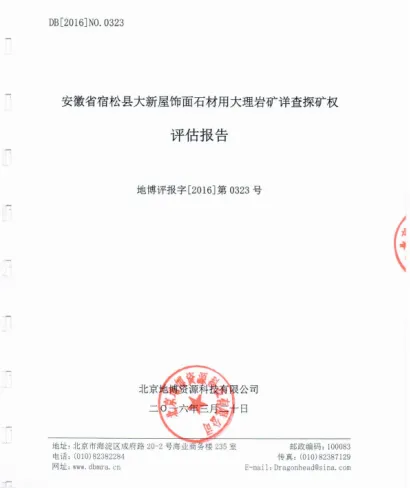 DB[2016]NO.0323
安徽省宿松县大新屋饰面石材用大理岩矿详查探矿权
评估报告
地博评报字[2016]第 0323 号
北京地博资源科技有限公司
二〇一六年三月二十日
地址：北京市海淀区成府路 20-2 号海业商务楼 235 室 邮政编码：100083
电话：(010)82382284 传真：(010)82387129
网址：www.dbmra.cn E-mail：Dragonhead@sina.com